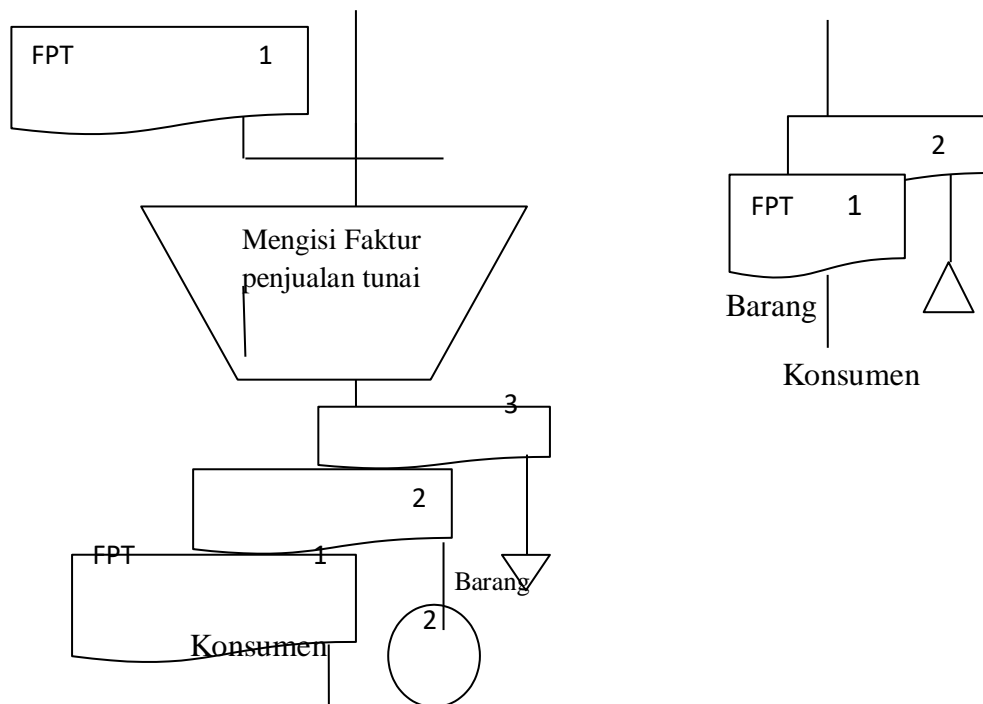 FPT 1
Mengisi Faktur
penjualan tunai
3
2
FPT 1
Barang
2
Konsumen
2
FPT 1
Barang
Konsumen